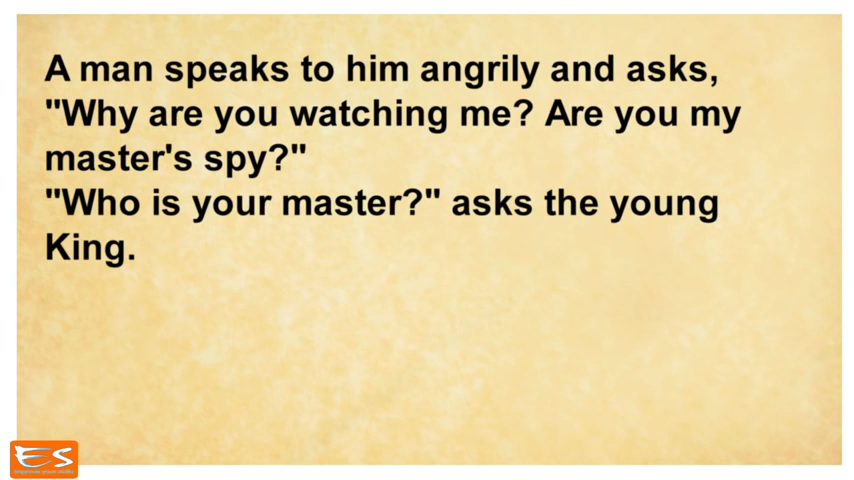 A man speaks to him angrily and asks,
"Why are you watching me? Are you my
master's spy?"
"Who is your master?" asks the young
King.
ES